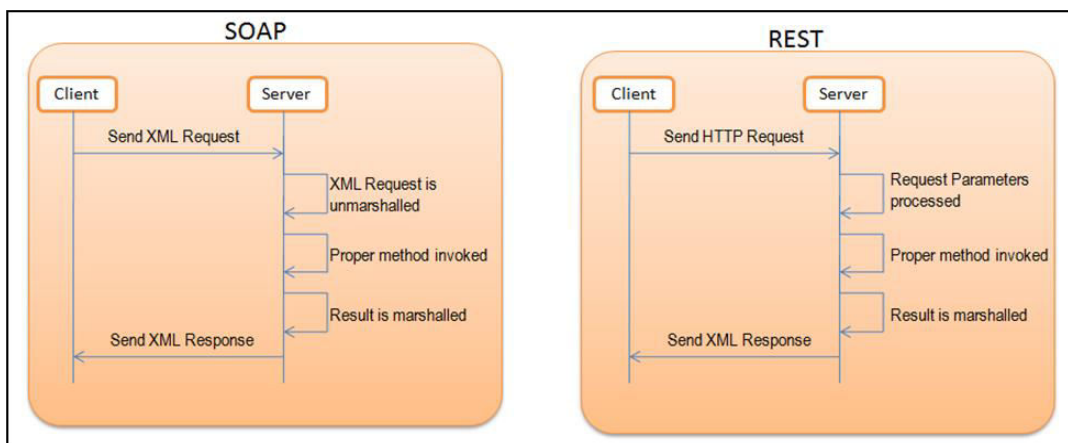 SOAP
Client
Server
Send XML Request
XML Request is
unmarshalled
Proper method invoked
Result is marshalled
Send XML Response
REST
Client
Server
Send HTTP Request
Request Parameters
processed
Proper method invoked
Result is marshalled
Send XML Response